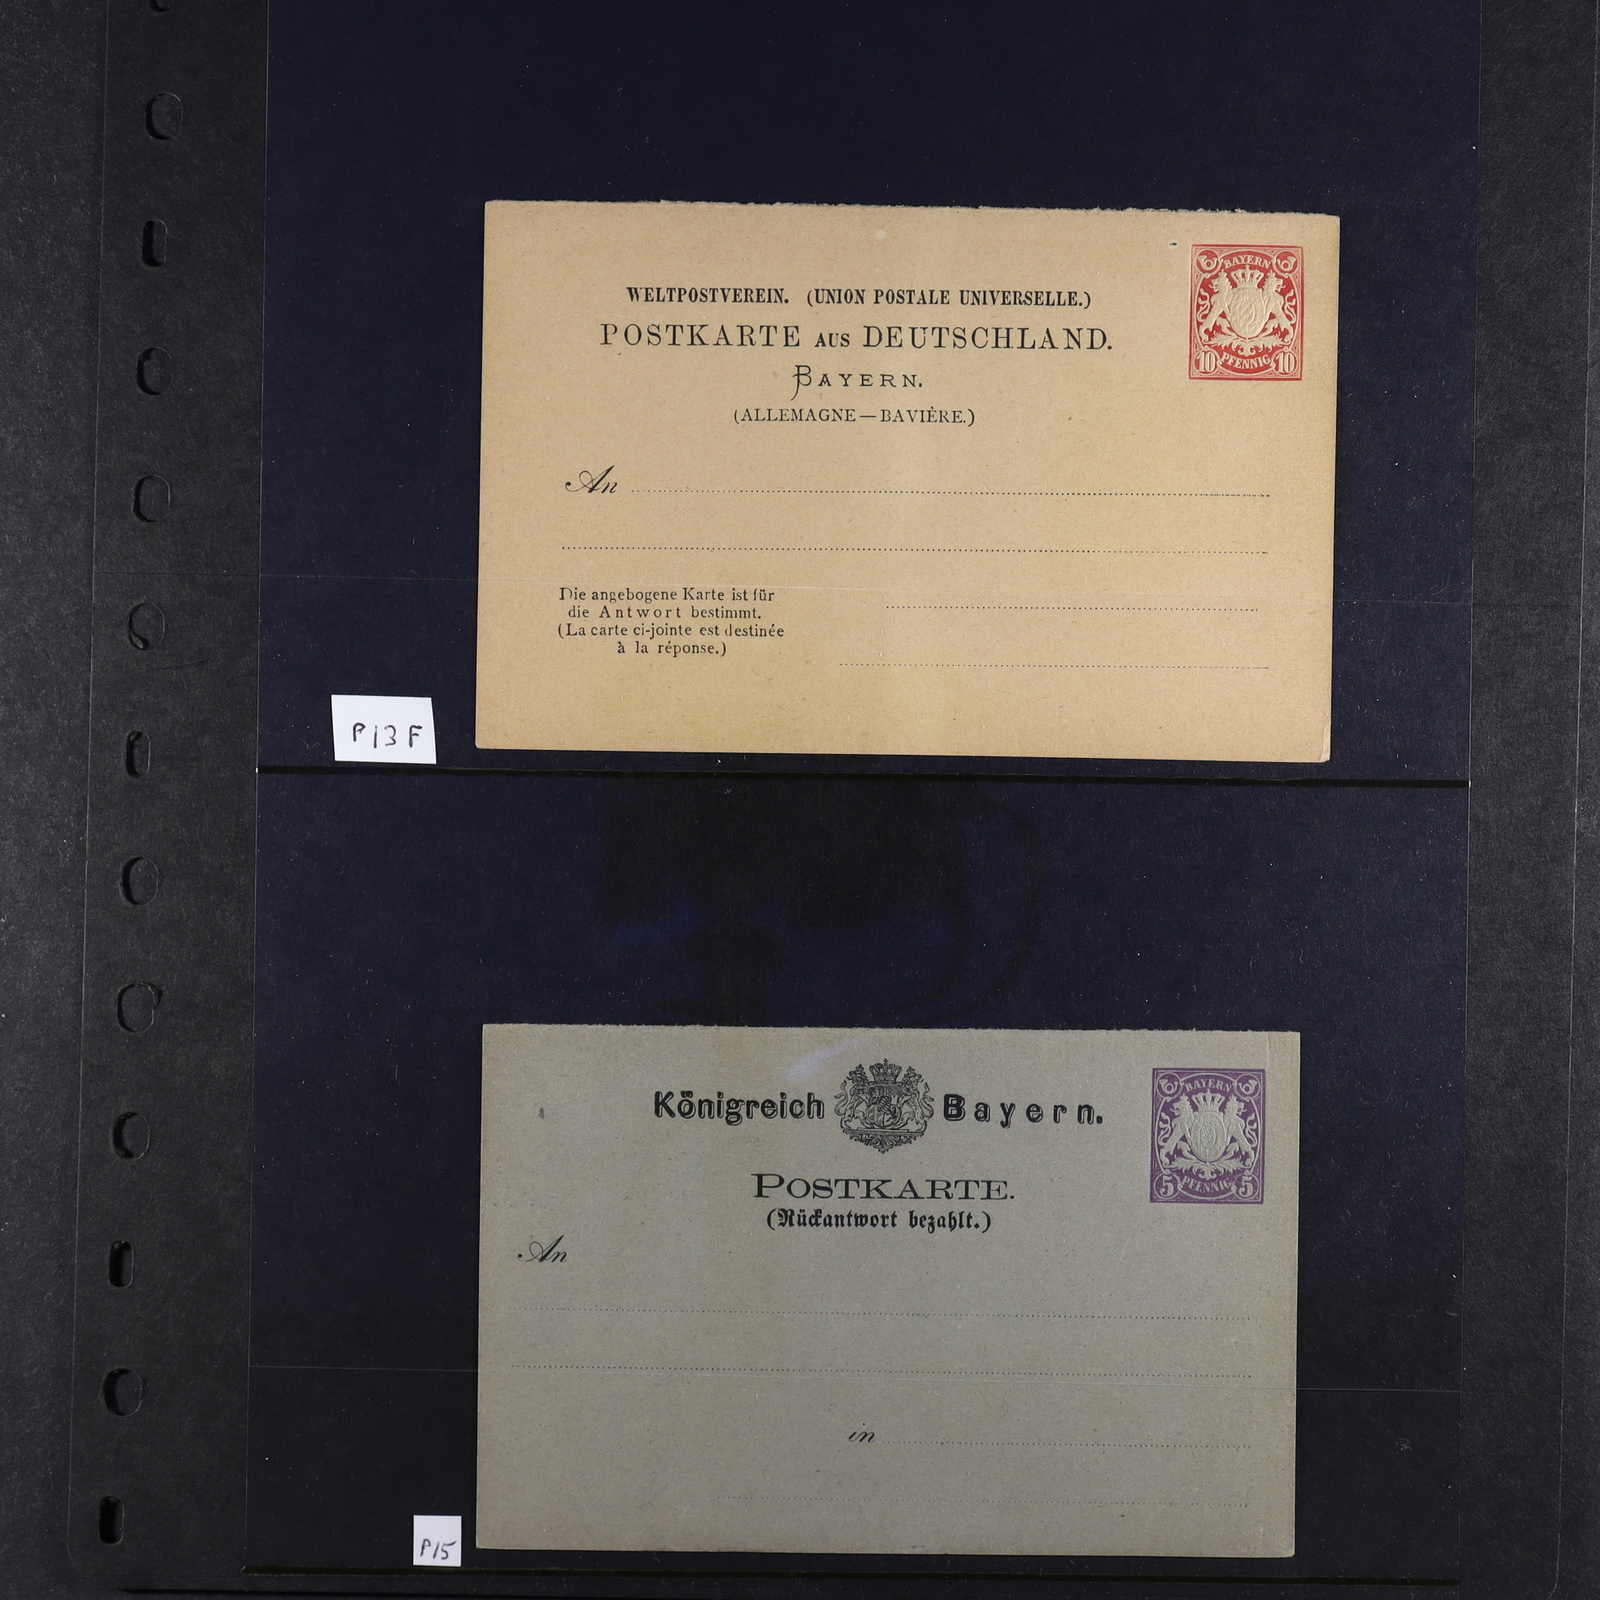 WELTPOSTVEREIN. (UNION POSTALE UNIVERSELLE.)
POSTKARTE AUS DEUTSCHLAND.
BAYERN.
(ALLEMAGNE — BAVIÈRE.)
BAYERN
10 PFENNIG 10
An
Die angebogene Karte ist für
die Antwort bestimmt.
(La carte ci-jointe est destinée
à la réponse.)
P13F
Königreich Bayern.
POSTKARTE.
(Rückantwort bezahlt.)
BAYERN
5 PFENNIG 5
An
in
P15